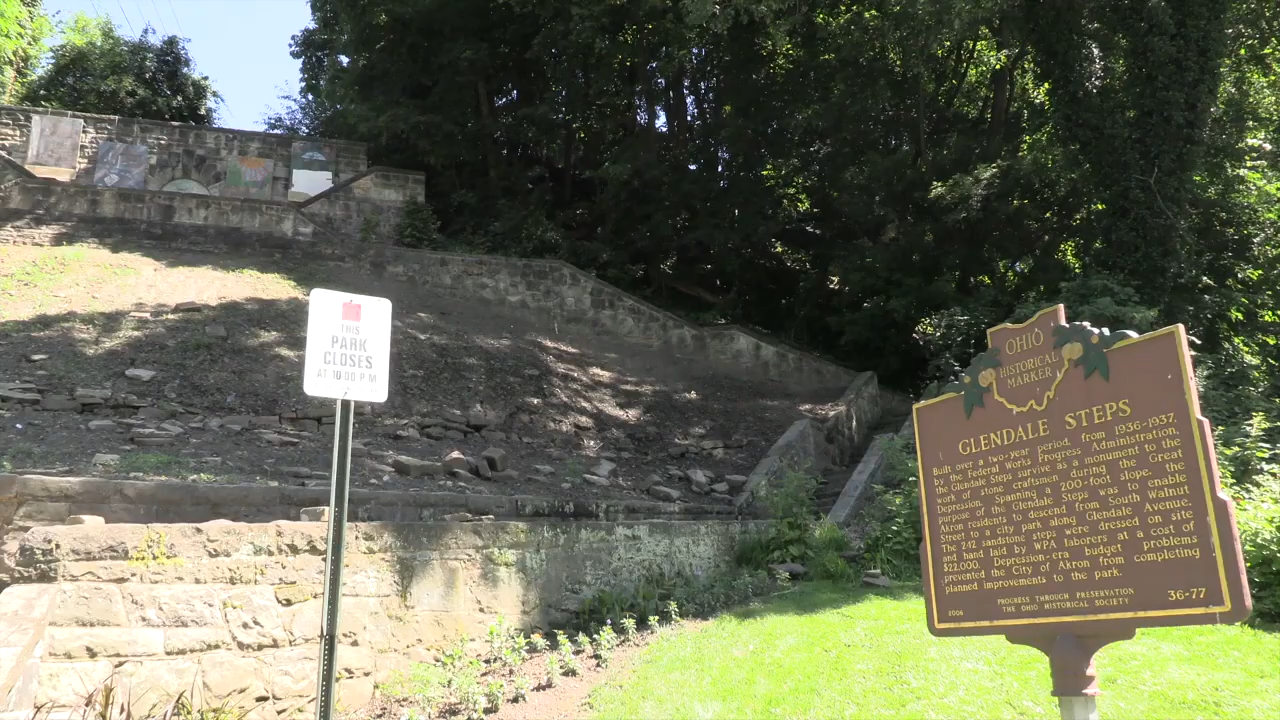 THIS
PARK
CLOSES
AT 10:00 P M
OHIO
HISTORICAL
MARKER
GLENDALE STEPS
Built over a two-year period, from 1936-1937,
by the Federal Works Progress Administration,
the Glendale Steps survive as a monument to the
work of stone craftsmen during the Great
Depression. Spanning a 200-foot slope, the
purpose of the Glendale Steps was to enable
Akron residents to descend from South Walnut
Street to a city park along Glendale Avenue.
The 242 sandstone steps were dressed on site
and hand laid by WPA laborers at a cost of
$22,000. Depression-era budget problems
prevented the City of Akron from completing
planned improvements to the park.
PROGRESS THROUGH PRESERVATION
2006 THE OHIO HISTORICAL SOCIETY 36-77